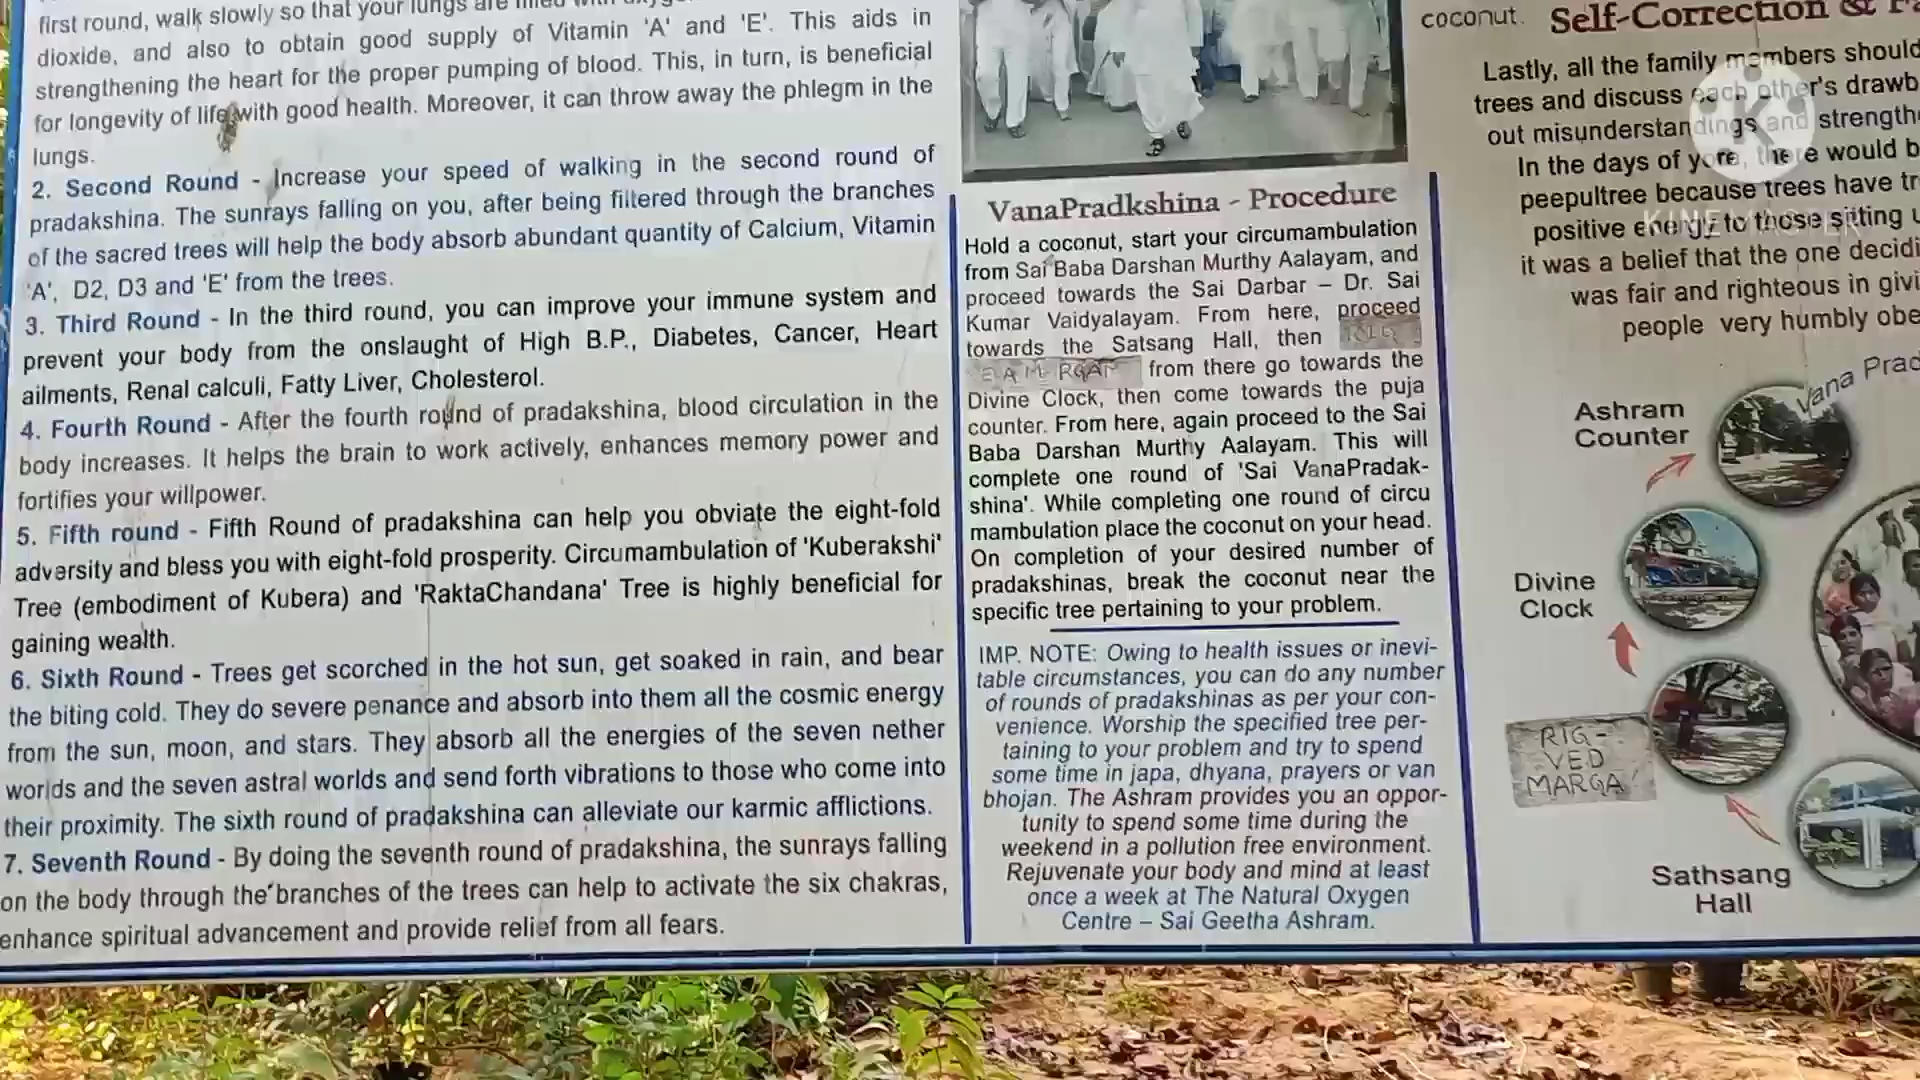 first round, walk slowly so that your lungs are filled with
dioxide, and also to obtain good supply of Vitamin 'A' and 'E'. This aids in
strengthening the heart for the proper pumping of blood. This, in turn, is beneficial
for longevity of life with good health. Moreover, it can throw away the phlegm in the
lungs.
2. Second Round - Increase your speed of walking in the second round of
pradakshina. The sunrays falling on you, after being filtered through the branches
of the sacred trees will help the body absorb abundant quantity of Calcium, Vitamin
'A', D2, D3 and 'E' from the trees.
3. Third Round - In the third round, you can improve your immune system and
prevent your body from the onslaught of High B.P., Diabetes, Cancer, Heart
ailments, Renal calculi, Fatty Liver, Cholesterol.
4. Fourth Round - After the fourth round of pradakshina, blood circulation in the
body increases. It helps the brain to work actively, enhances memory power and
fortifies your willpower.
5. Fifth round - Fifth Round of pradakshina can help you obviate the eight-fold
adversity and bless you with eight-fold prosperity. Circumambulation of 'Kuberakshi'
Tree (embodiment of Kubera) and 'RaktaChandana' Tree is highly beneficial for
gaining wealth.
6. Sixth Round - Trees get scorched in the hot sun, get soaked in rain, and bear
the biting cold. They do severe penance and absorb into them all the cosmic energy
from the sun, moon, and stars. They absorb all the energies of the seven nether
worlds and the seven astral worlds and send forth vibrations to those who come into
their proximity. The sixth round of pradakshina can alleviate our karmic afflictions.
7. Seventh Round - By doing the seventh round of pradakshina, the sunrays falling
on the body through the branches of the trees can help to activate the six chakras,
enhance spiritual advancement and provide relief from all fears.
VanaPradkshina - Procedure
Hold a coconut, start your circumambulation
from Sai Baba Darshan Murthy Aalayam, and
proceed towards the Sai Darbar – Dr. Sai
Kumar Vaidyalayam. From here, proceed
towards the Satsang Hall, then
from there go towards the
Divine Clock, then come towards the puja
counter. From here, again proceed to the Sai
Baba Darshan Murthy Aalayam. This will
complete one round of 'Sai VanaPradak-
shina'. While completing one round of circu
mambulation place the coconut on your head.
On completion of your desired number of
pradakshinas, break the coconut near the
specific tree pertaining to your problem.
IMP. NOTE: Owing to health issues or inevi-
table circumstances, you can do any number
of rounds of pradakshinas as per your con-
venience. Worship the specified tree per-
taining to your problem and try to spend
some time in japa, dhyana, prayers or van
bhojan. The Ashram provides you an oppor-
tunity to spend some time during the
weekend in a pollution free environment.
Rejuvenate your body and mind at least
once a week at The Natural Oxygen
Centre – Sai Geetha Ashram.
coconut.
Self-Correction &
Lastly, all the family members should
trees and discuss each other's drawb
out misunderstandings and strength
In the days of yore, there would b
peepultree because trees have tr
positive energy to those sitting u
it was a belief that the one decidi
was fair and righteous in givi
people very humbly obe
KINEMASTER
Vana Prad
Ashram
Counter
Divine
Clock
RIG-
VED
MARGA
Sathsang
Hall